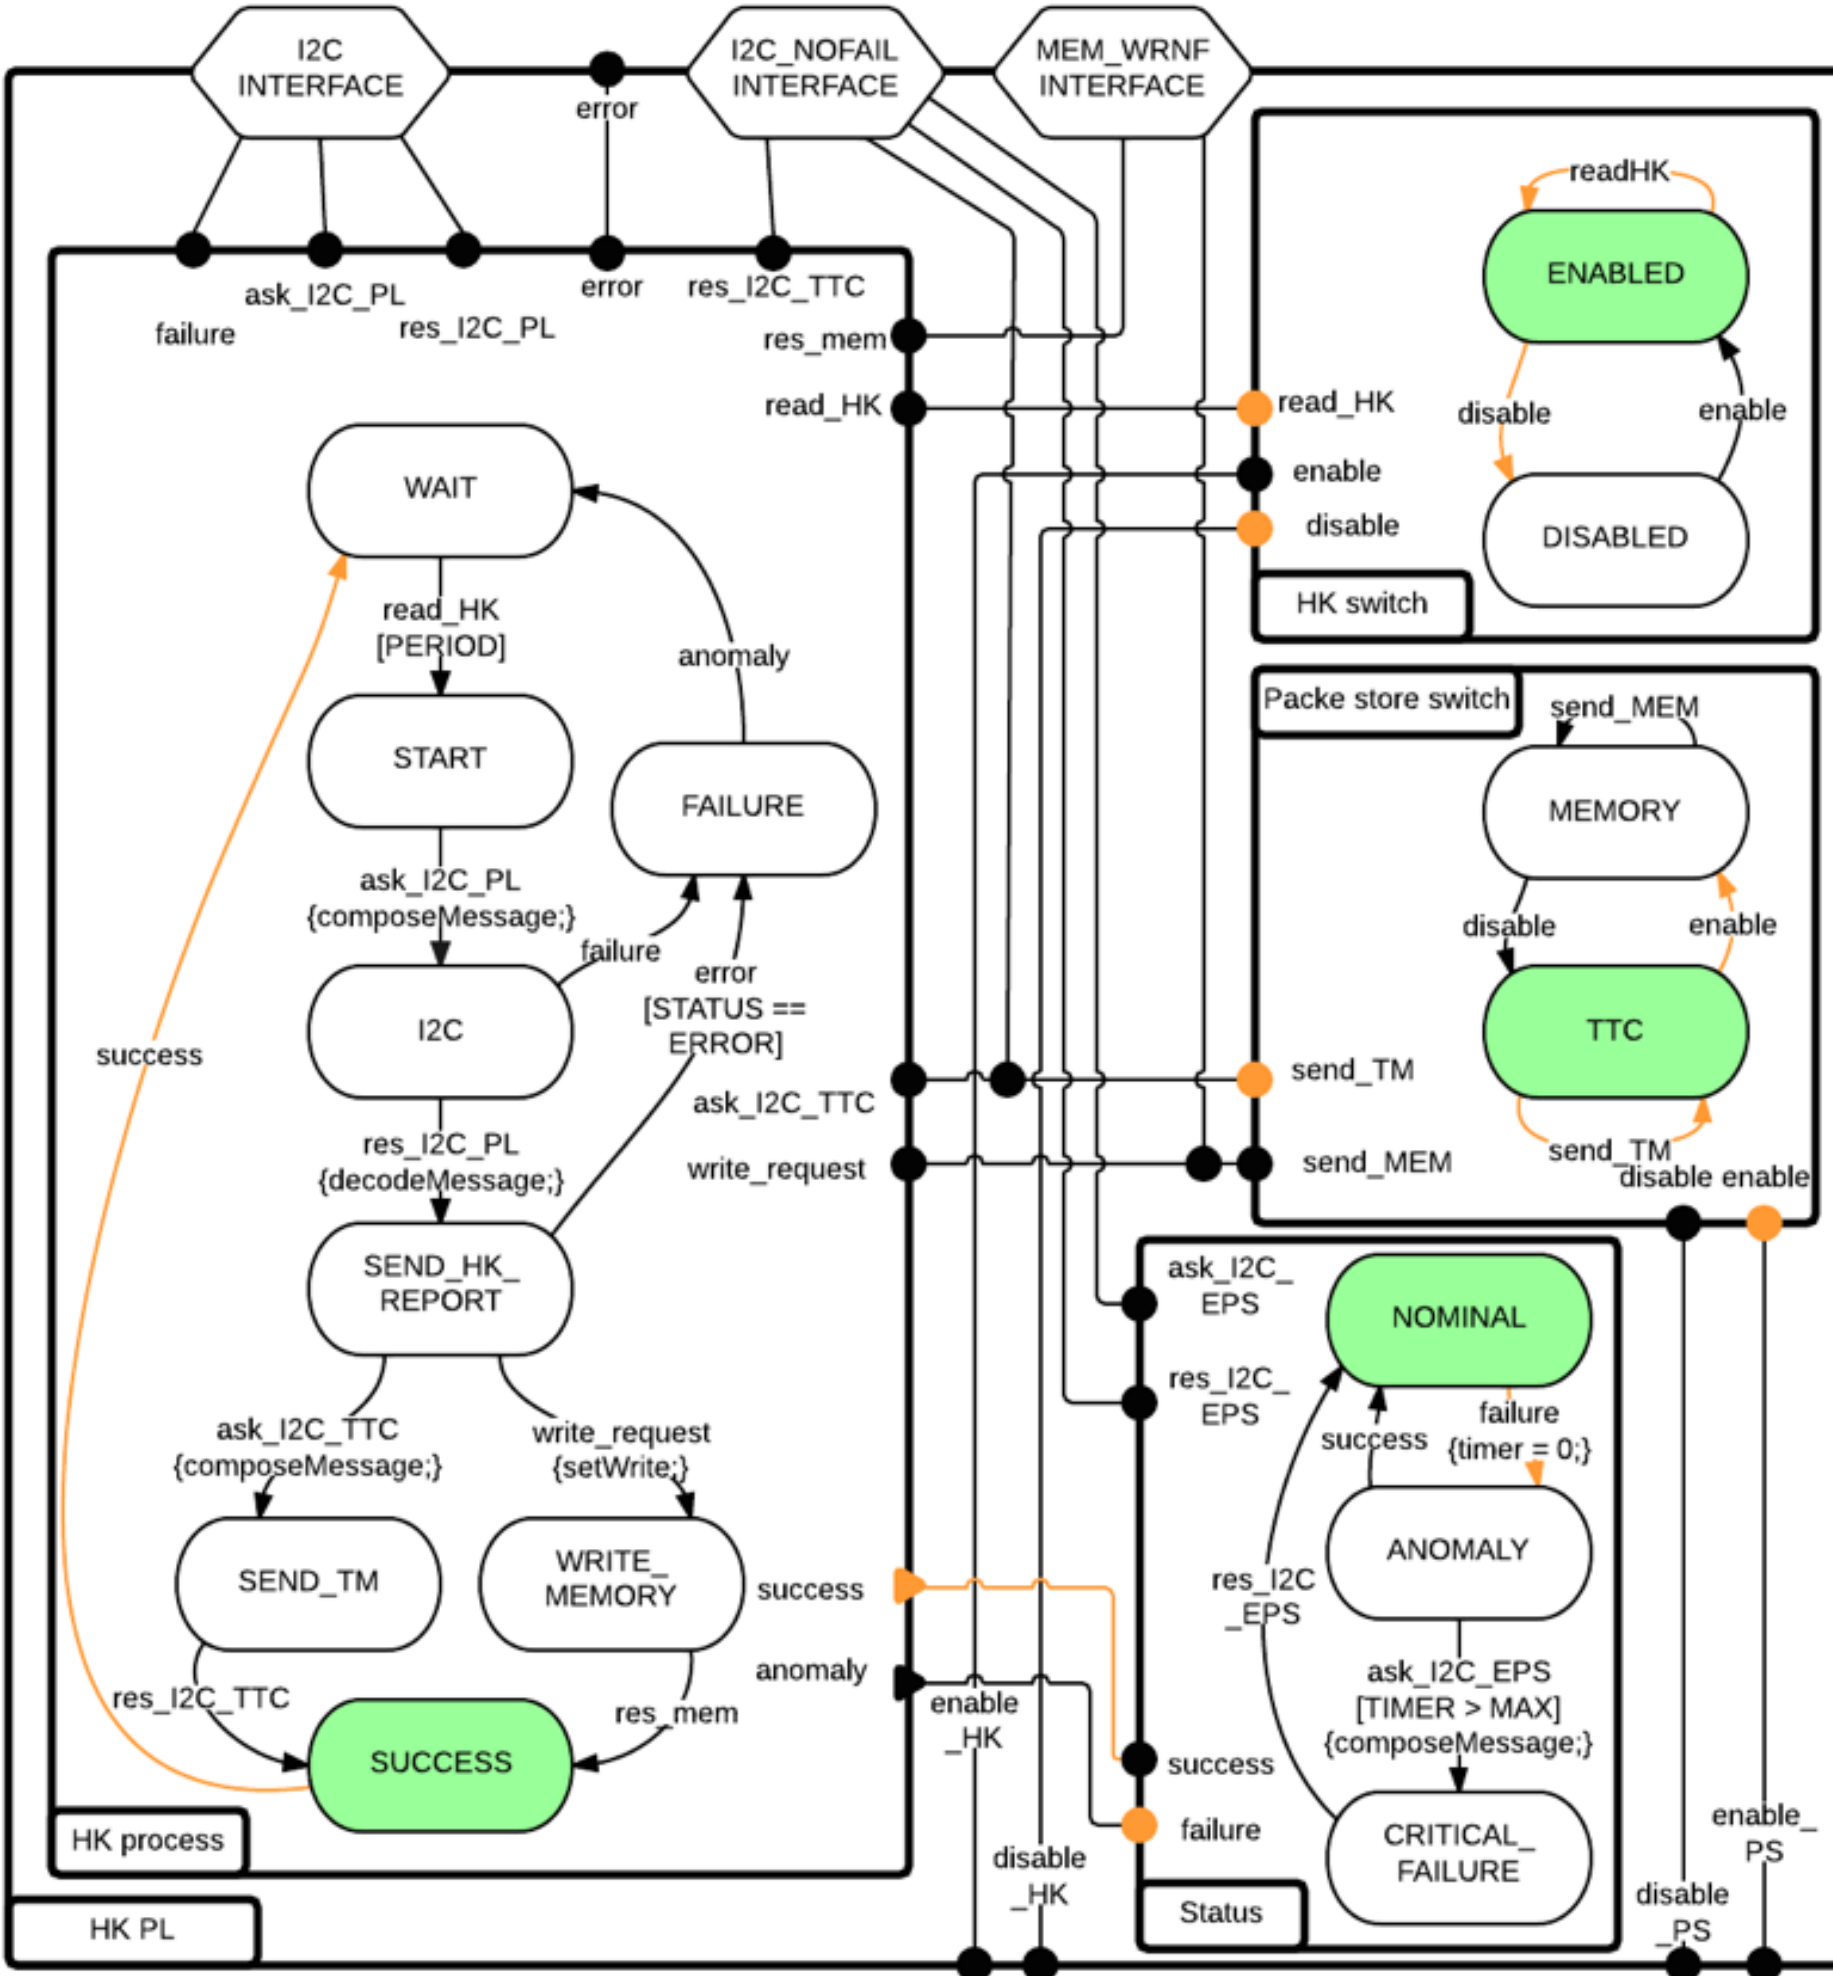 I2C
INTERFACE
error
I2C_NOFAIL
INTERFACE
MEM_WRNF
INTERFACE
failure
ask_I2C_PL
res_I2C_PL
error
res_I2C_TTC
res_mem
read_HK
WAIT
read_HK
[PERIOD]
anomaly
START
FAILURE
ask_I2C_PL
{composeMessage;}
failure
error
[STATUS ==
ERROR]
I2C
success
ask_I2C_TTC
res_I2C_PL
{decodeMessage;}
write_request
SEND_HK_
REPORT
ask_I2C_TTC
{composeMessage;}
write_request
{setWrite;}
SEND_TM
WRITE_
MEMORY
success
anomaly
res_I2C_TTC
res_mem
SUCCESS
HK process
HK PL
readHK
ENABLED
read_HK
disable
enable
enable
disable
DISABLED
HK switch
Packe store switch
send_MEM
MEMORY
disable
enable
TTC
send_TM
send_TM
send_MEM
disable enable
ask_I2C_
EPS
NOMINAL
res_I2C_
EPS
failure
{timer = 0;}
success
ANOMALY
res_I2C
_EPS
ask_I2C_EPS
[TIMER > MAX]
{composeMessage;}
success
failure
CRITICAL_
FAILURE
Status
enable
_HK
disable
_HK
disable
_PS
enable_
PS